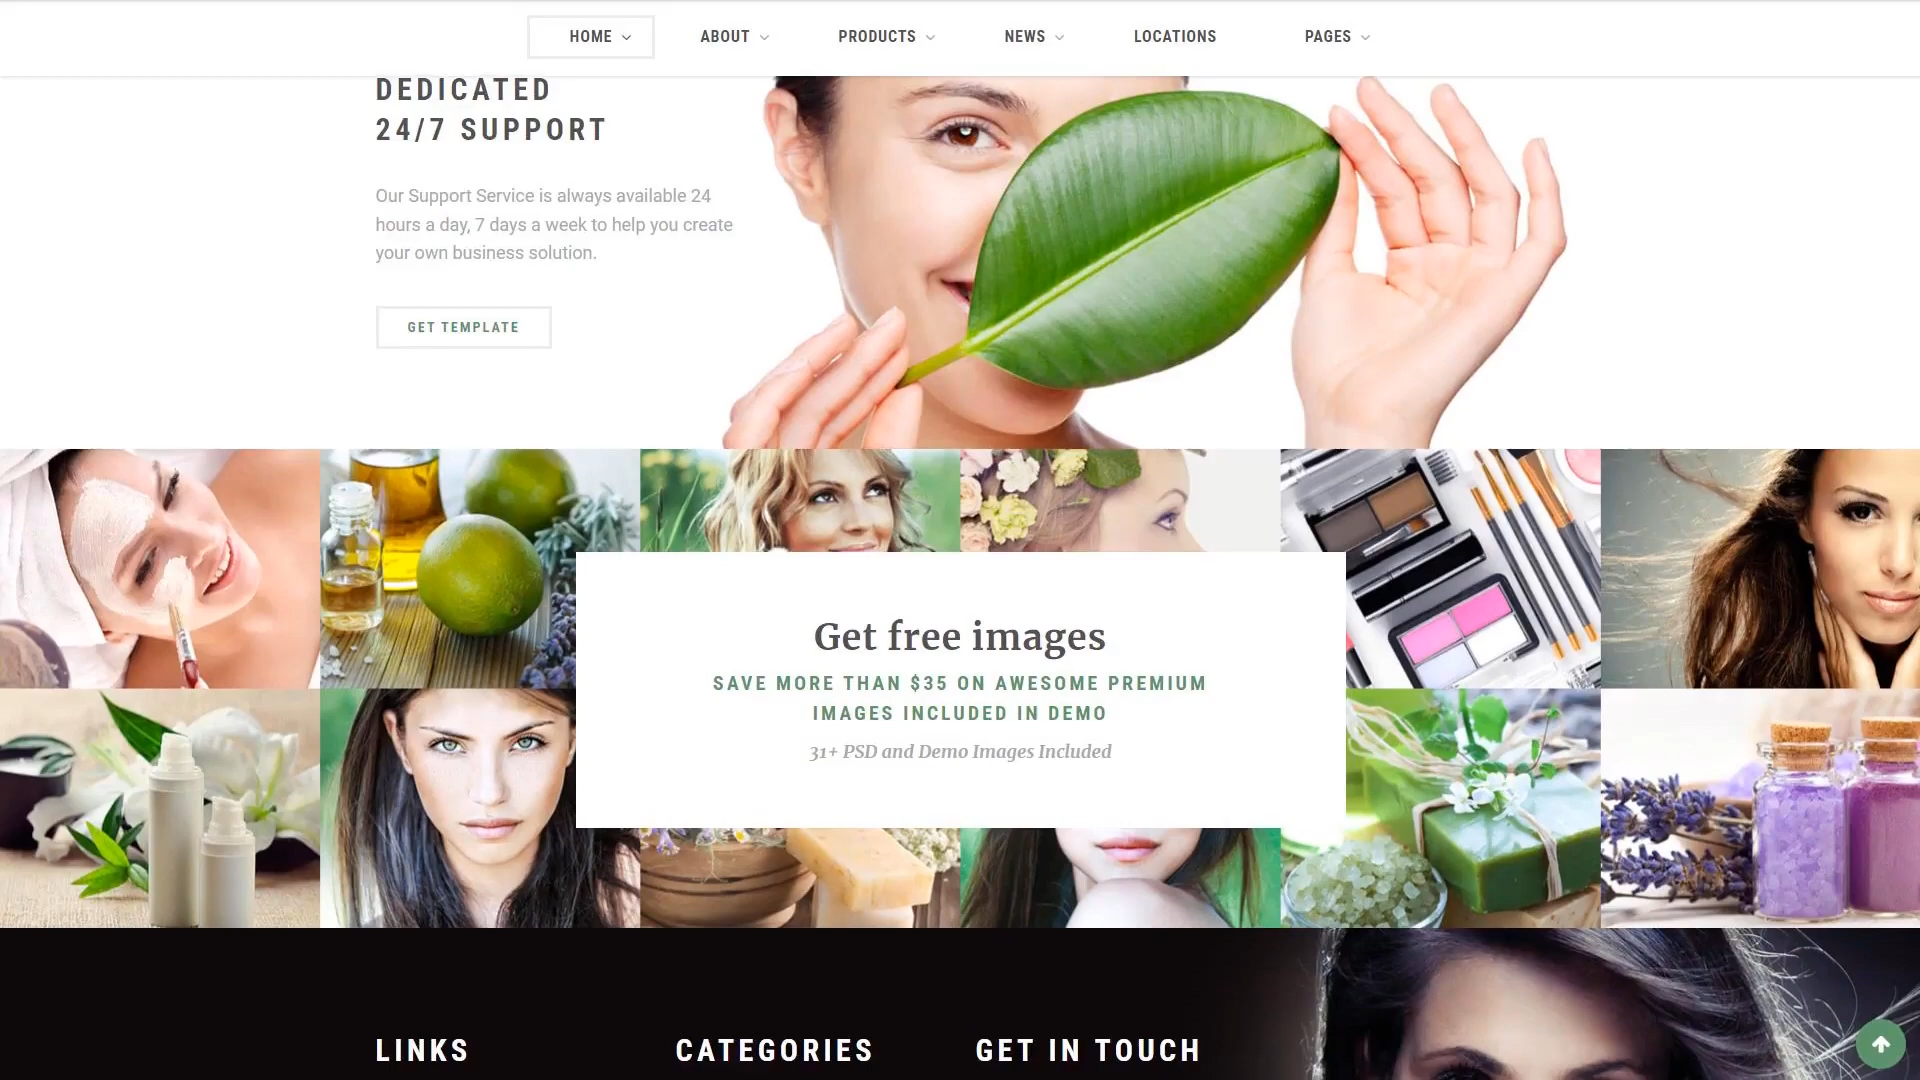 HOME
ABOUT
PRODUCTS
NEWS
LOCATIONS
PAGES
DEDICATED
24/7 SUPPORT
Our Support Service is always available 24
hours a day, 7 days a week to help you create
your own business solution.
GET TEMPLATE
Get free images
SAVE MORE THAN $35 ON AWESOME PREMIUM
IMAGES INCLUDED IN DEMO
31+ PSD and Demo Images Included
LINKS
CATEGORIES
GET IN TOUCH